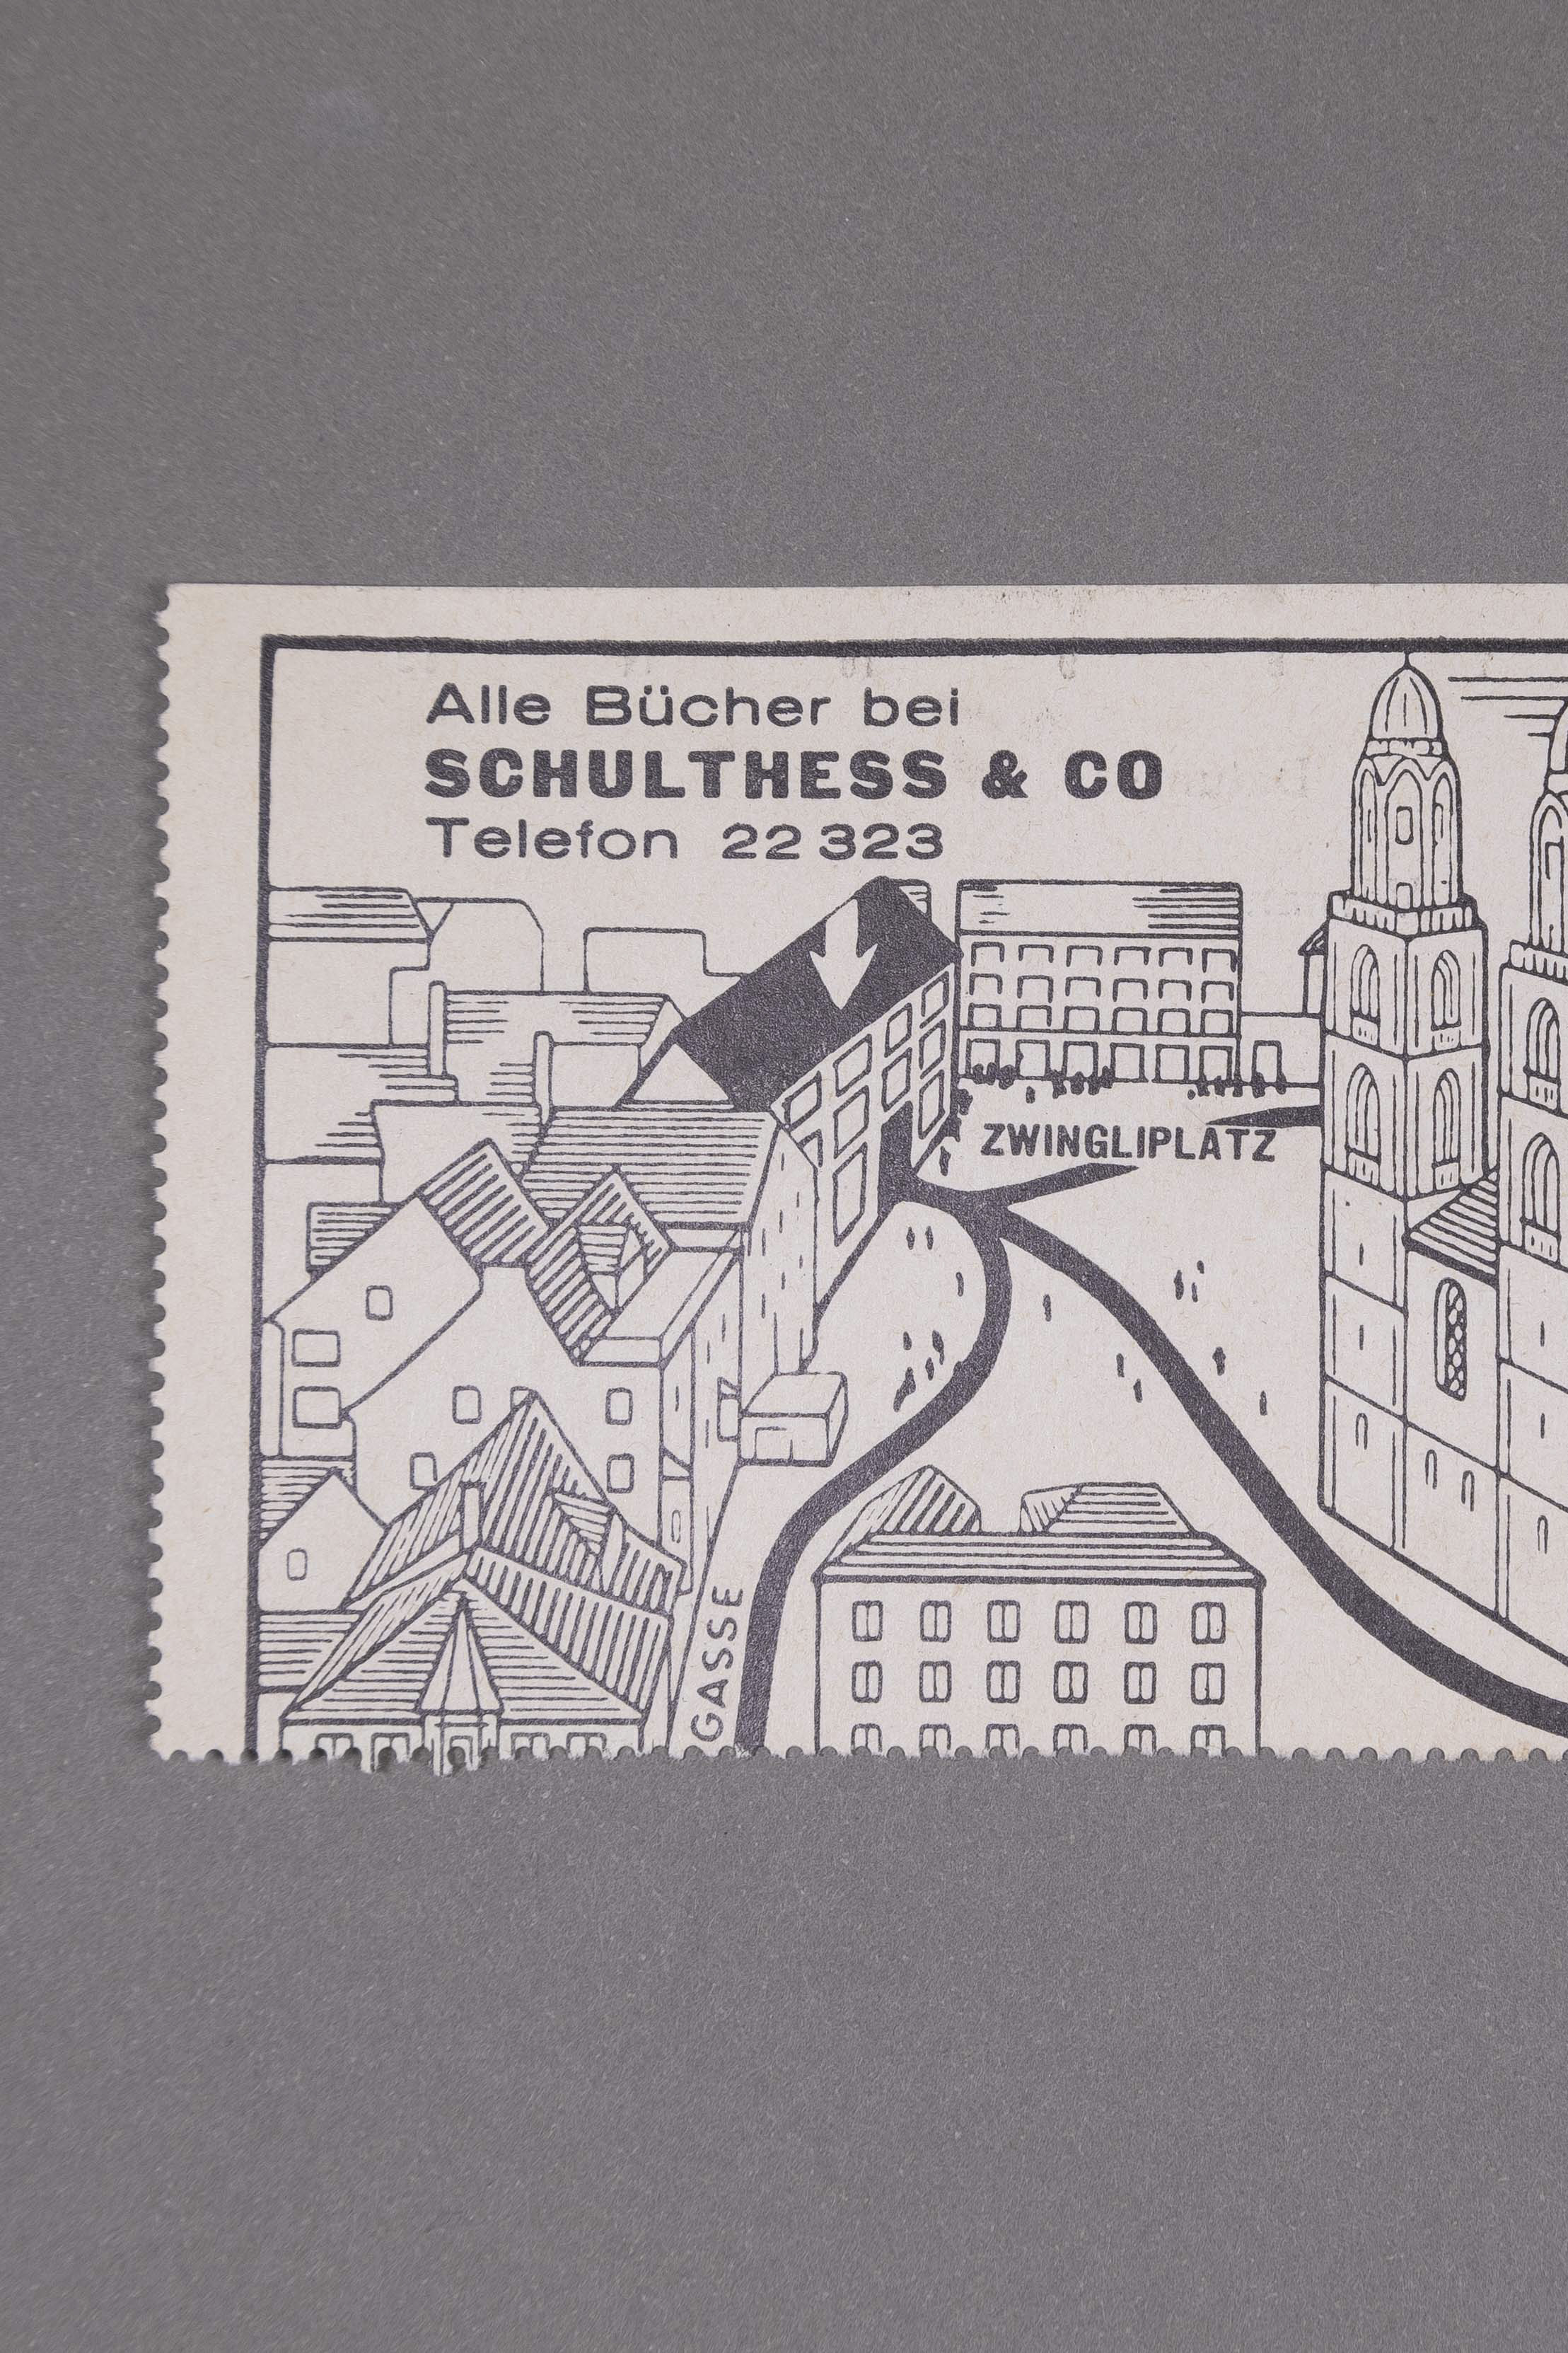 Alle Bücher bei
SCHULTHESS & CO
Telefon 22 323
ZWINGLIPLATZ
GASSE